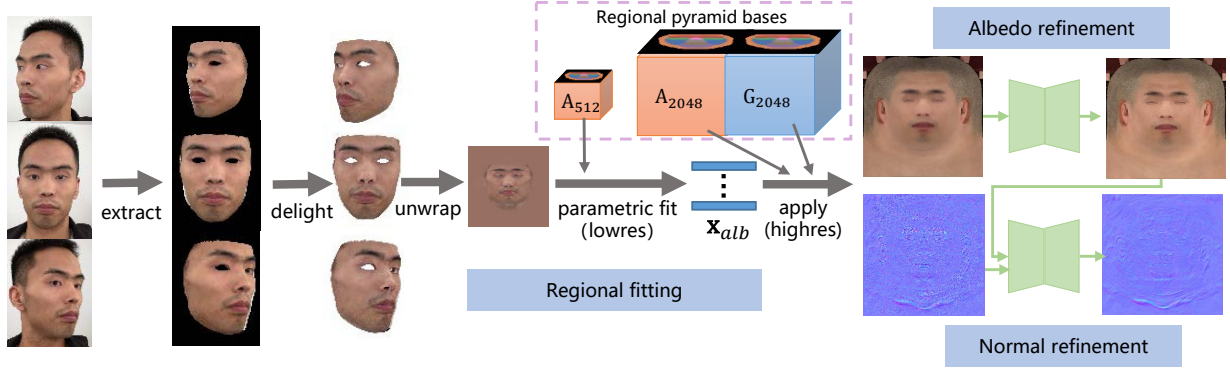 Regional pyramid bases
Albedo refinement
A512
A2048
G2048
extract
delight
unwrap
parametric fit
(lowres)
𝐱𝑎𝑙𝑏
apply
(highres)
Regional fitting
Normal refinement